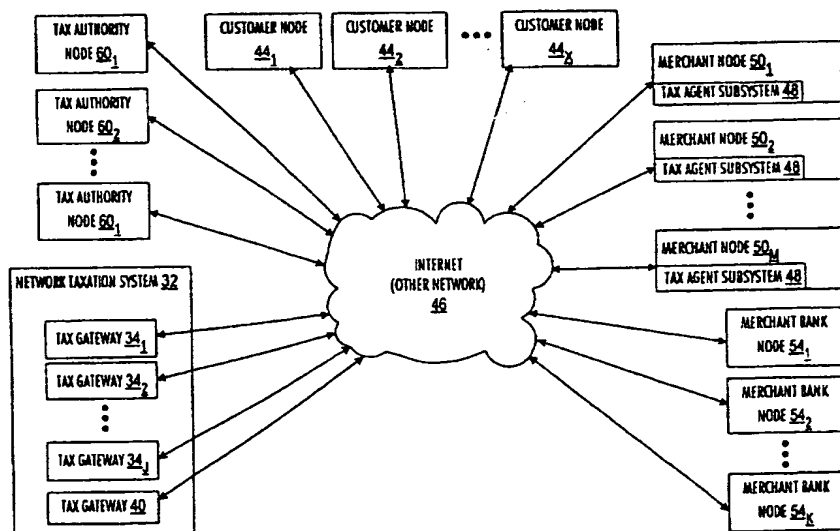 TAX AUTHORITY
NODE 60₁
TAX AUTHORITY
NODE 60₂
TAX AUTHORITY
NODE 60₁
CUSTOMER NODE
44₁
CUSTOMER NODE
44₂
CUSTOMER NODE
44ₓ
MERCHANT NODE 50₁
TAX AGENT SUBSYSTEM 48
MERCHANT NODE 50₂
TAX AGENT SUBSYSTEM 48
MERCHANT NODE 50M
TAX AGENT SUBSYSTEM 48
INTERNET
(OTHER NETWORK)
46
NETWORK TAXATION SYSTEM 32
TAX GATEWAY 34₁
TAX GATEWAY 34₂
TAX GATEWAY 34J
TAX GATEWAY 40
MERCHANT BANK
NODE 54₁
MERCHANT BANK
NODE 54₂
MERCHANT BANK
NODE 54K